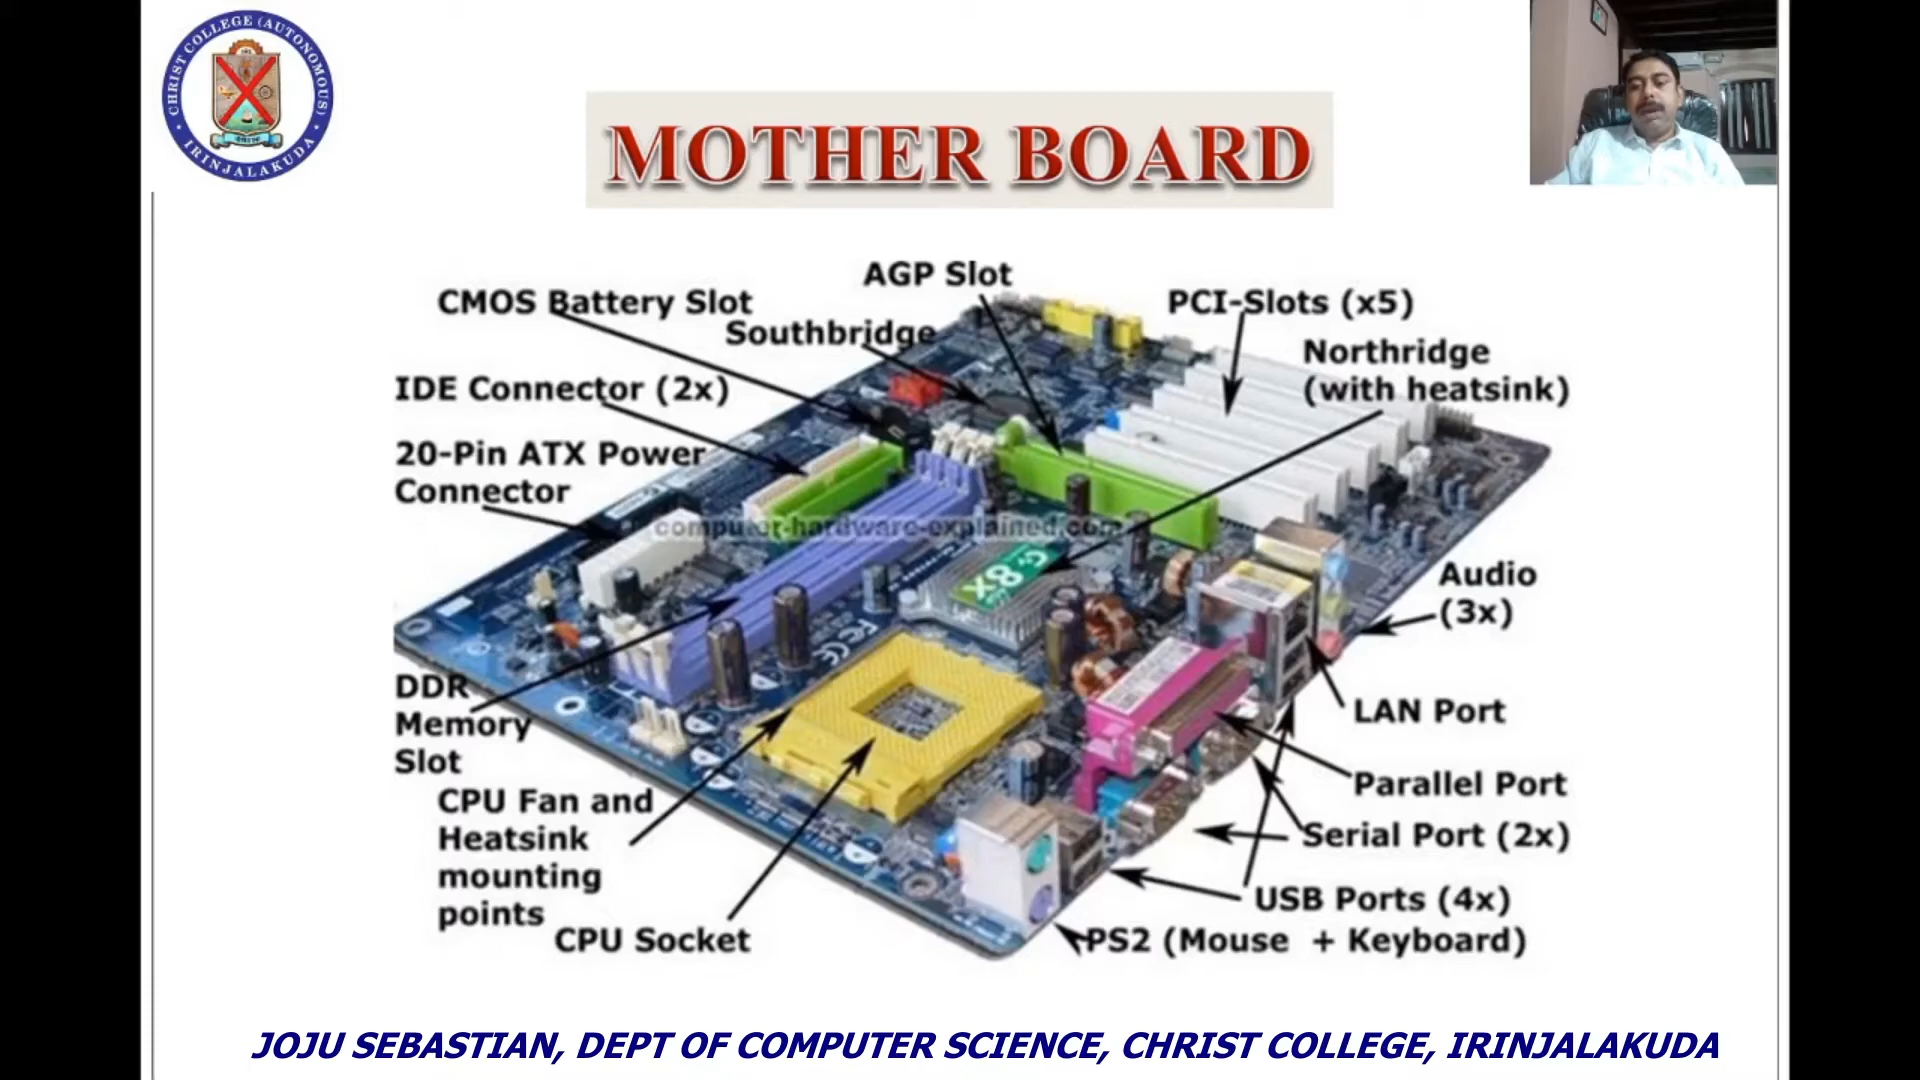 CHRIST COLLEGE (AUTONOMOUS)
IRINJALAKUDA
MOTHER BOARD
AGP Slot
CMOS Battery Slot
PCI-Slots (x5)
Southbridge
Northridge
(with heatsink)
IDE Connector (2x)
20-Pin ATX Power
Connector
computer-hardware-explained.com
8x
Audio
(3x)
FC CE
DDR
Memory
Slot
LAN Port
Parallel Port
CPU Fan and
Heatsink
mounting
points
Serial Port (2x)
USB Ports (4x)
CPU Socket
PS2 (Mouse + Keyboard)
JOJU SEBASTIAN, DEPT OF COMPUTER SCIENCE, CHRIST COLLEGE, IRINJALAKUDA